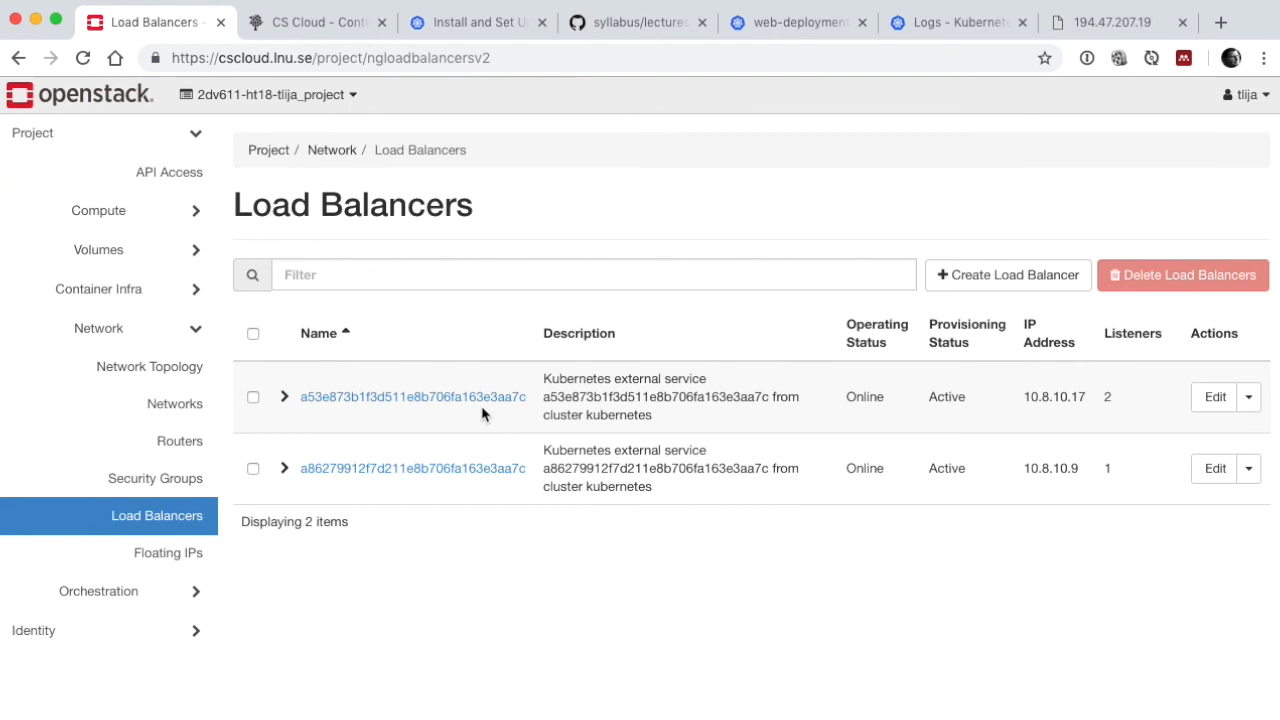 Load Balancers -
CS Cloud - Conti
Install and Set U
syllabus/lectures
web-deployment
Logs - Kubernete
194.47.207.19
https://cscloud.lnu.se/project/ngloadbalancersv2
openstack.
2dv611-ht18-tlija_project
tlija
Project
API Access
Compute
Volumes
Container Infra
Network
Network Topology
Networks
Routers
Security Groups
Load Balancers
Floating IPs
Orchestration
Identity
Project / Network / Load Balancers
Load Balancers
Filter
+ Create Load Balancer
Delete Load Balancers
Name
Description
Operating
Status
Provisioning
Status
IP
Address
Listeners
Actions
a53e873b1f3d511e8b706fa163e3aa7c
Kubernetes external service
a53e873b1f3d511e8b706fa163e3aa7c from
cluster kubernetes
Online
Active
10.8.10.17
2
Edit
a86279912f7d211e8b706fa163e3aa7c
Kubernetes external service
a86279912f7d211e8b706fa163e3aa7c from
cluster kubernetes
Online
Active
10.8.10.9
1
Edit
Displaying 2 items